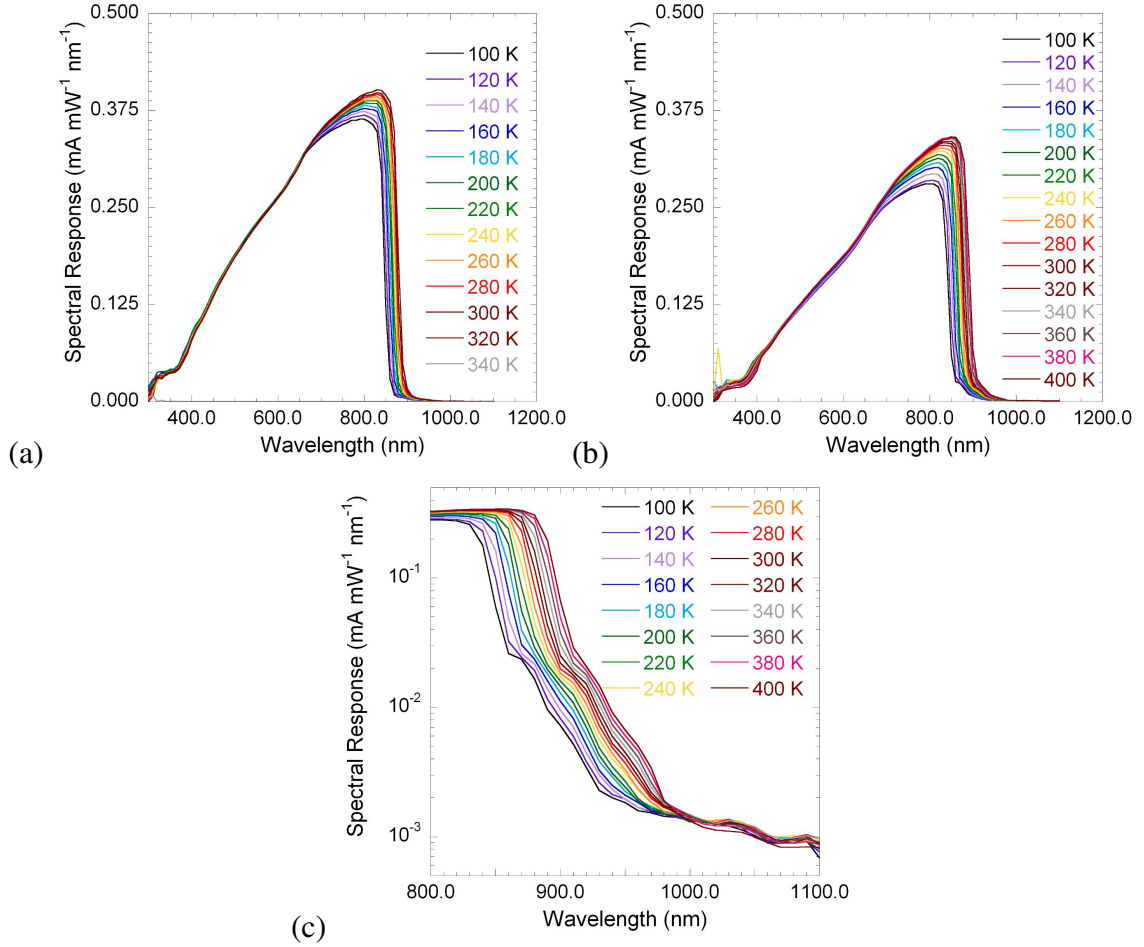 0.500
0.375
0.250
0.125
0.000
Spectral Response (mA mW⁻¹ nm⁻¹)
100 K
120 K
140 K
160 K
180 K
200 K
220 K
240 K
260 K
280 K
300 K
320 K
340 K
400.0 600.0 800.0 1000.0 1200.0
Wavelength (nm)
(a)
0.500
0.375
0.250
0.125
0.000
Spectral Response (mA mW⁻¹ nm⁻¹)
100 K
120 K
140 K
160 K
180 K
200 K
220 K
240 K
260 K
280 K
300 K
320 K
340 K
360 K
380 K
400 K
400.0 600.0 800.0 1000.0 1200.0
Wavelength (nm)
(b)
10⁻¹
10⁻²
10⁻³
Spectral Response (mA mW⁻¹ nm⁻¹)
100 K 260 K
120 K 280 K
140 K 300 K
160 K 320 K
180 K 340 K
200 K 360 K
220 K 380 K
240 K 400 K
800.0 900.0 1000.0 1100.0
Wavelength (nm)
(c)